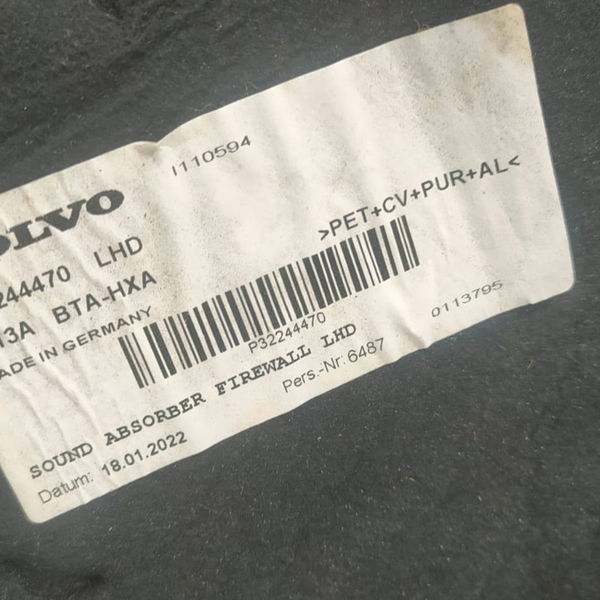 I110594
OLVO
244470 LHD
13A BTA-HXA
ADE IN GERMANY
>PET+CV+PUR+AL<
P32244470
SOUND ABSORBER FIREWALL LHD
Pers.-Nr: 6487
0113795
Datum: 18.01.2022